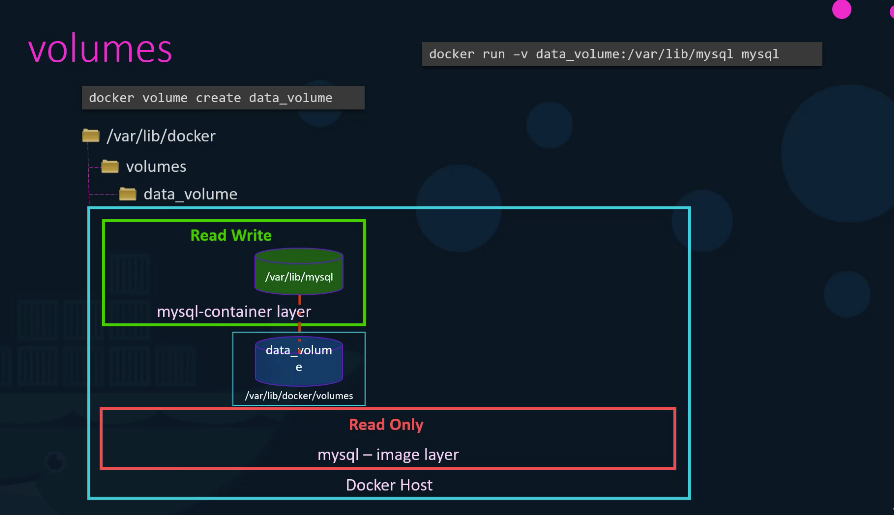 volumes
docker run -v data_volume:/var/lib/mysql mysql
docker volume create data_volume
/var/lib/docker
volumes
data_volume
Read Write
/var/lib/mysql
mysql-container layer
data_volum
e
/var/lib/docker/volumes
Read Only
mysql – image layer
Docker Host